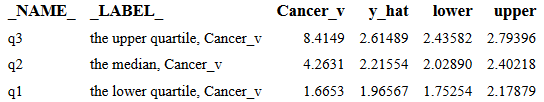 _NAME_ _LABEL_ Cancer_v y_hat lower upper
q3 the upper quartile, Cancer_v 8.4149 2.61489 2.43582 2.79396
q2 the median, Cancer_v 4.2631 2.21554 2.02890 2.40218
q1 the lower quartile, Cancer_v 1.6653 1.96567 1.75254 2.17879